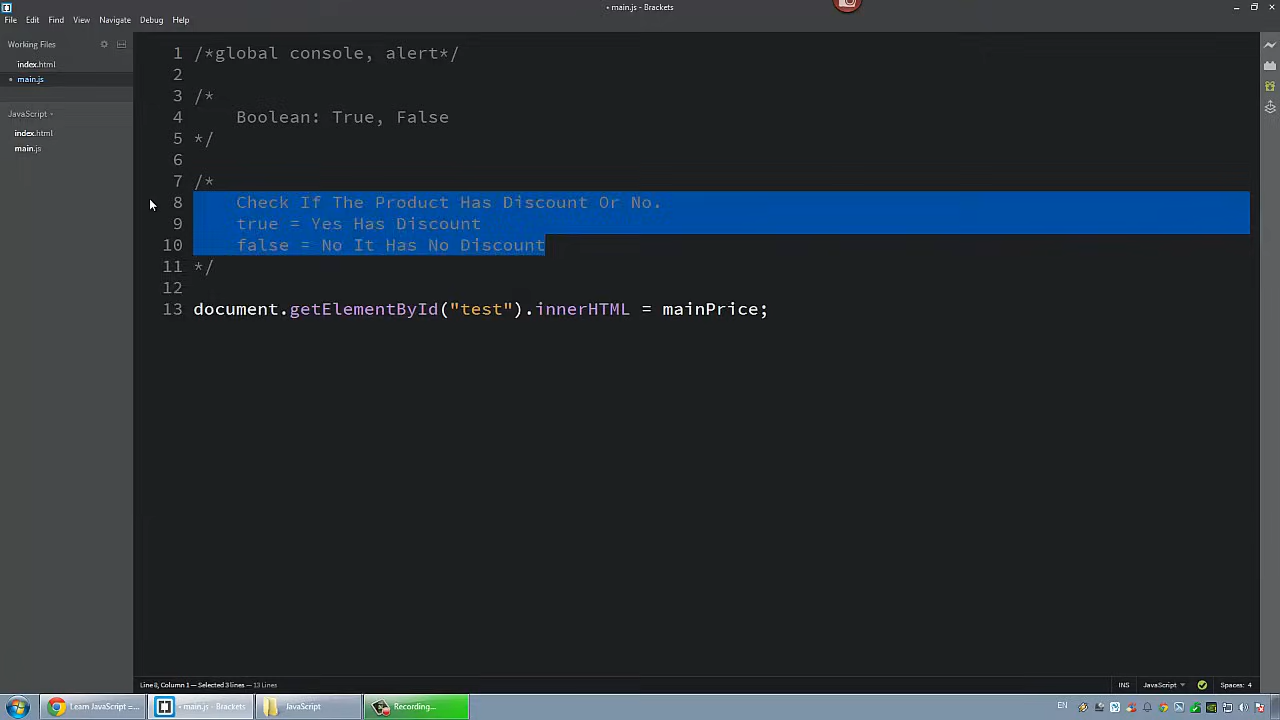 • main.js - Brackets
File Edit Find View Navigate Debug Help
Working Files
index.html
• main.js
JavaScript
index.html
main.js
1 /*global console, alert*/
2
3 /*
4 Boolean: True, False
5 */
6
7 /*
8 Check If The Product Has Discount Or No.
9 true = Yes Has Discount
10 false = No It Has No Discount
11 */
12
13 document.getElementById("test").innerHTML = mainPrice;
Line 8, Column 1 — Selected 3 lines — 13 Lines
INS JavaScript Spaces: 4
Learn JavaScript =... • main.js - Brackets JavaScript Recording... EN